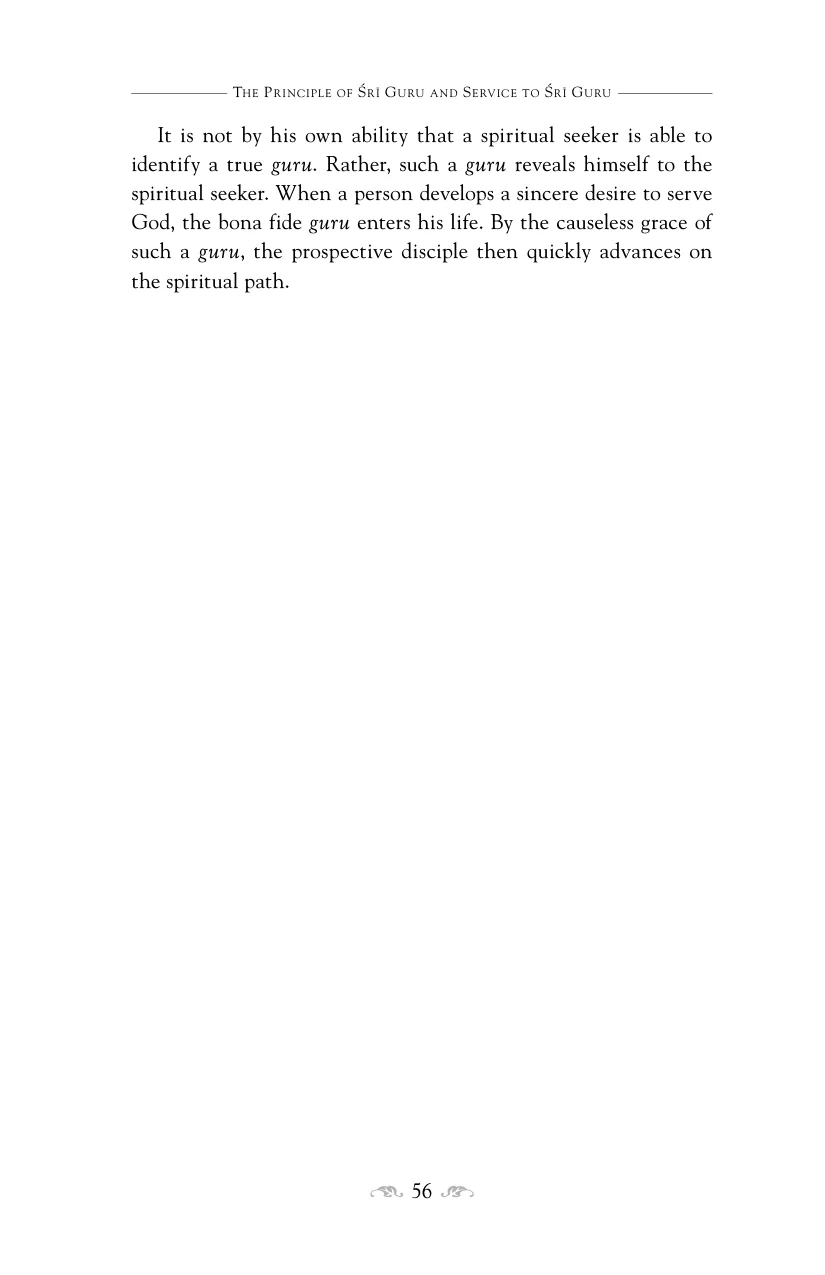 The Principle of Śrī Guru and Service to Śrī Guru
It is not by his own ability that a spiritual seeker is able to
identify a true guru. Rather, such a guru reveals himself to the
spiritual seeker. When a person develops a sincere desire to serve
God, the bona fide guru enters his life. By the causeless grace of
such a guru, the prospective disciple then quickly advances on
the spiritual path.
56